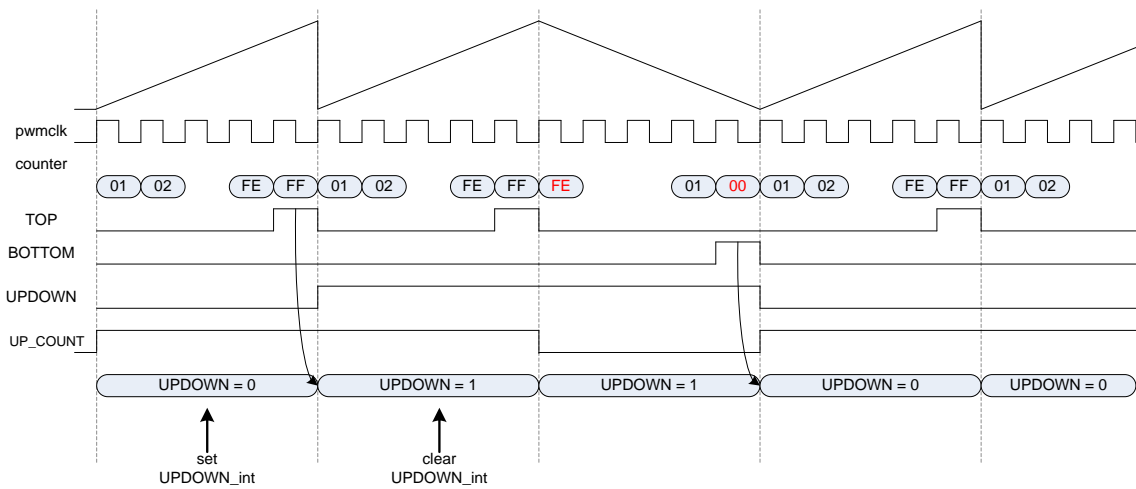 pwmclk
counter
01 02 FE FF 01 02 FE FF FE 01 00 01 02 FE FF 01 02
TOP
BOTTOM
UPDOWN
UP_COUNT
UPDOWN = 0 UPDOWN = 1 UPDOWN = 1 UPDOWN = 0 UPDOWN = 0
set clear
UPDOWN_int UPDOWN_int